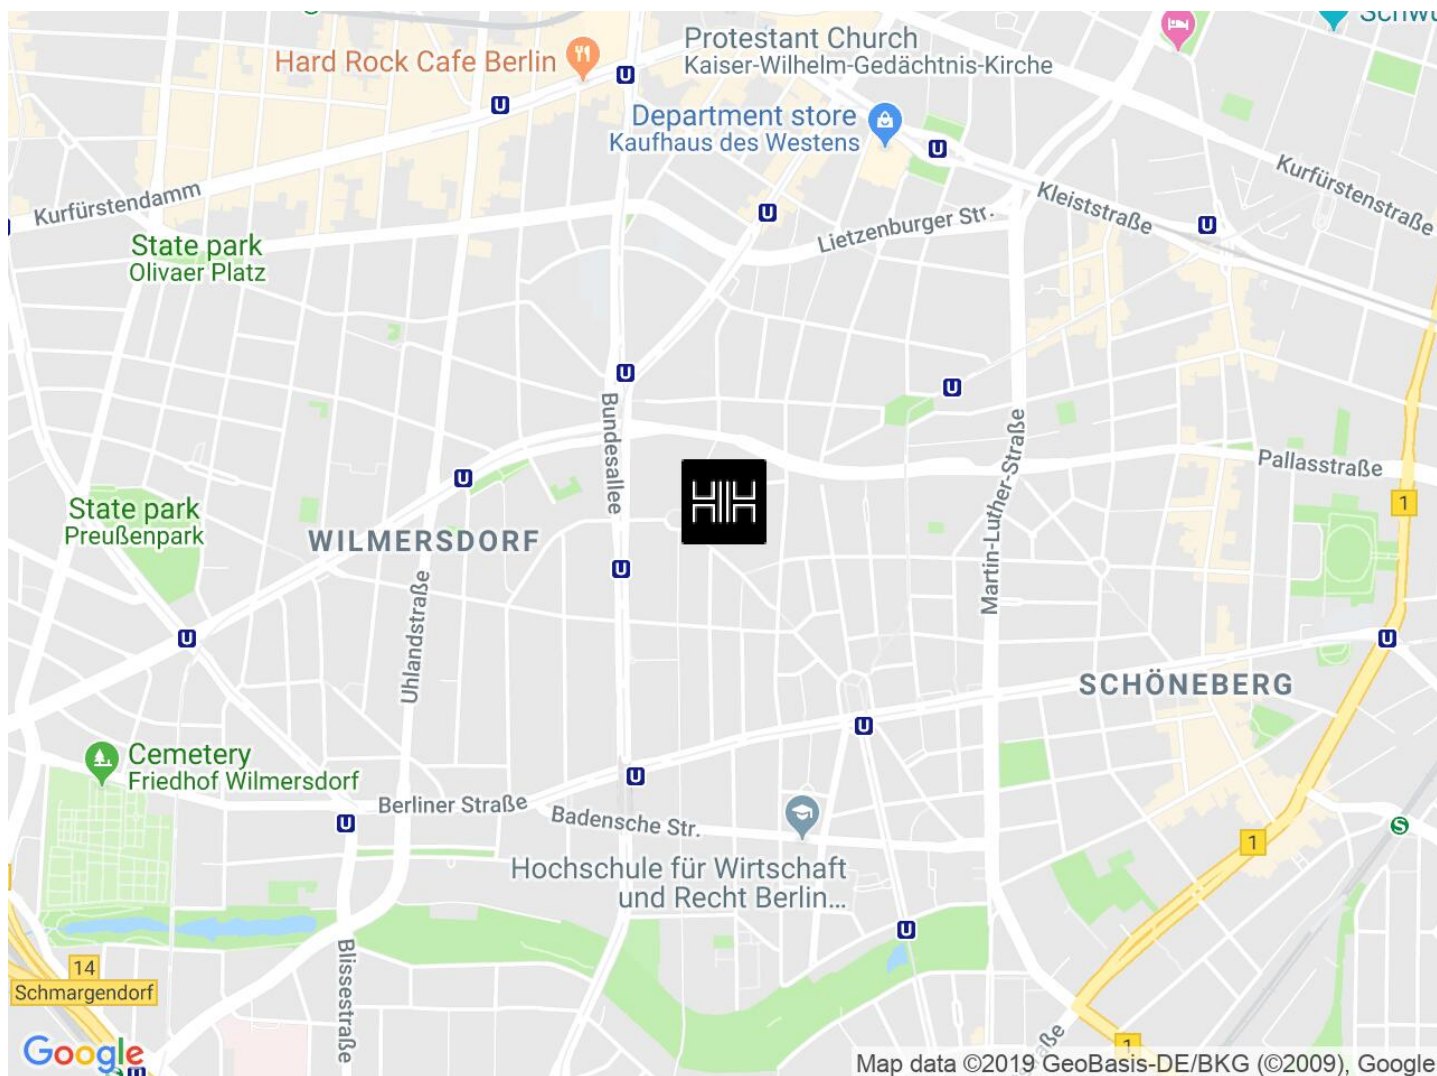 Schwu
Protestant Church
Kaiser-Wilhelm-Gedächtnis-Kirche
Hard Rock Cafe Berlin
U
U
Department store
Kaufhaus des Westens
U
Kurfürstenstraße
Kleiststraße
Kurfürstendamm
U
U
Lietzenburger Str.
State park
Olivaer Platz
U
U
Bundesallee
Martin-Luther-Straße
Pallasstraße
U
1
State park
Preußenpark
WILMERSDORF
U
Uhlandstraße
U
U
SCHÖNEBERG
U
Cemetery
Friedhof Wilmersdorf
U
Berliner Straße
Badensche Str.
U
S
1
Hochschule für Wirtschaft
und Recht Berlin...
U
Blissestraße
14
Schmargendorf
aße
1
Google
Map data ©2019 GeoBasis-DE/BKG (©2009), Google